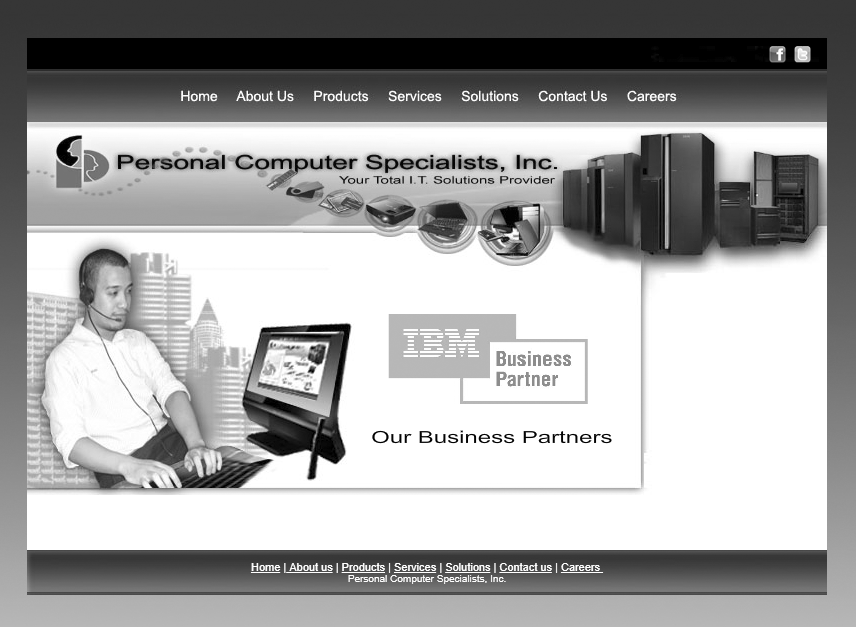 Home About Us Products Services Solutions Contact Us Careers
Personal Computer Specialists, Inc.
Your Total I.T. Solutions Provider
IBM
Business
Partner
Our Business Partners
Home | About us | Products | Services | Solutions | Contact us | Careers
Personal Computer Specialists, Inc.